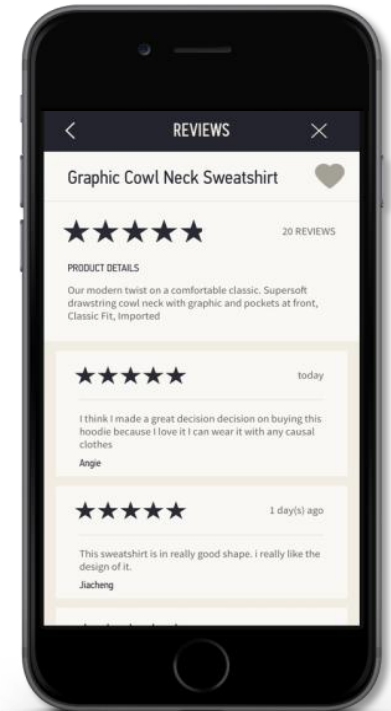 REVIEWS
Graphic Cowl Neck Sweatshirt
20 REVIEWS
PRODUCT DETAILS
Our modern twist on a comfortable classic. Supersoft
drawstring cowl neck with graphic and pockets at front,
Classic Fit, Imported
today
I think I made a great decision decision on buying this
hoodie because I love it I can wear it with any causal
clothes
Angie
1 day(s) ago
This sweatshirt is in really good shape. i really like the
design of it.
Jiacheng